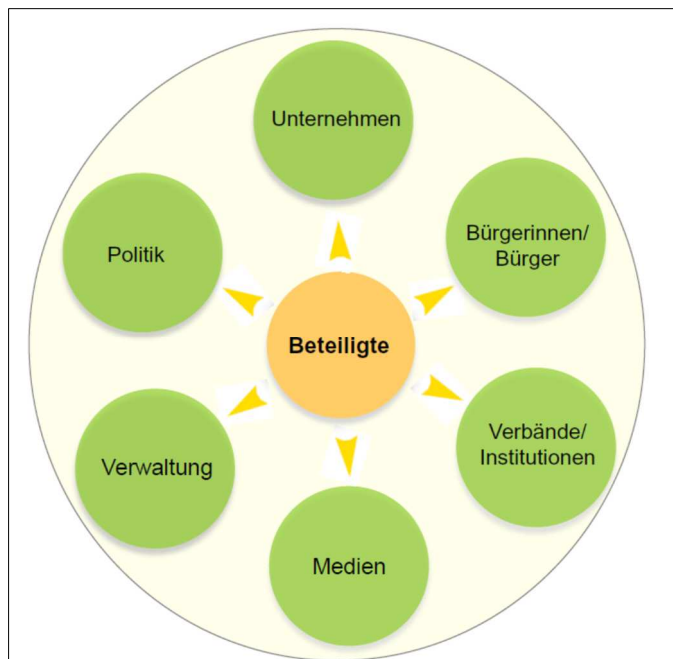 Unternehmen
Politik
Bürgerinnen/
Bürger
Beteiligte
Verwaltung
Verbände/
Institutionen
Medien